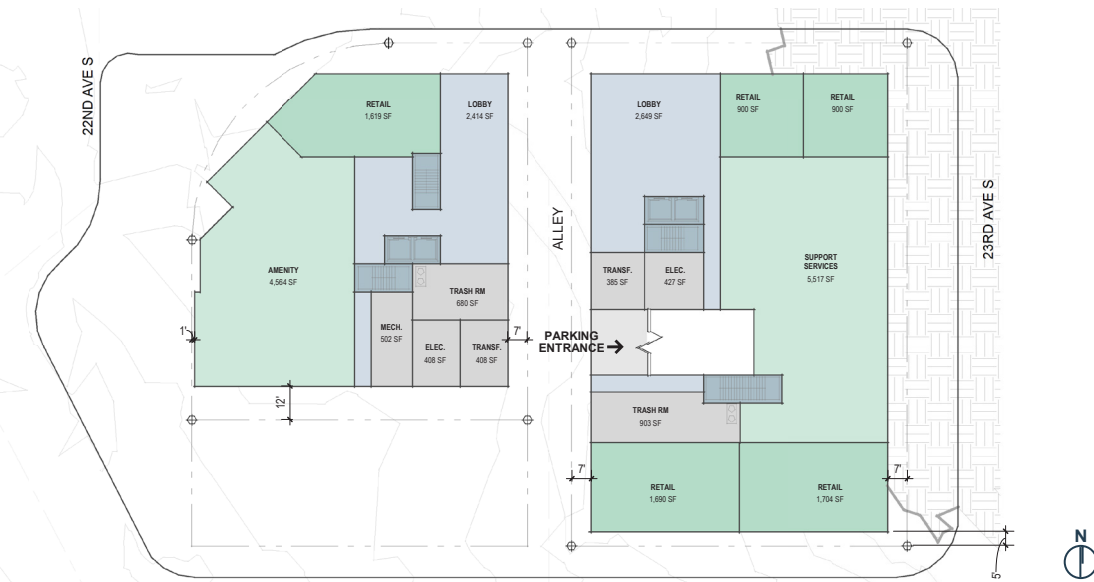 22ND AVE S
RETAIL
1,619 SF
LOBBY
2,414 SF
AMENITY
4,564 SF
TRASH RM
680 SF
MECH.
502 SF
ELEC.
408 SF
TRANSF.
408 SF
1'
7'
12'
ALLEY
PARKING
ENTRANCE
LOBBY
2,649 SF
RETAIL
900 SF
RETAIL
900 SF
SUPPORT
SERVICES
5,517 SF
TRANSF.
385 SF
ELEC.
427 SF
TRASH RM
903 SF
7'
RETAIL
1,690 SF
RETAIL
1,704 SF
7'
5'
23RD AVE S
N